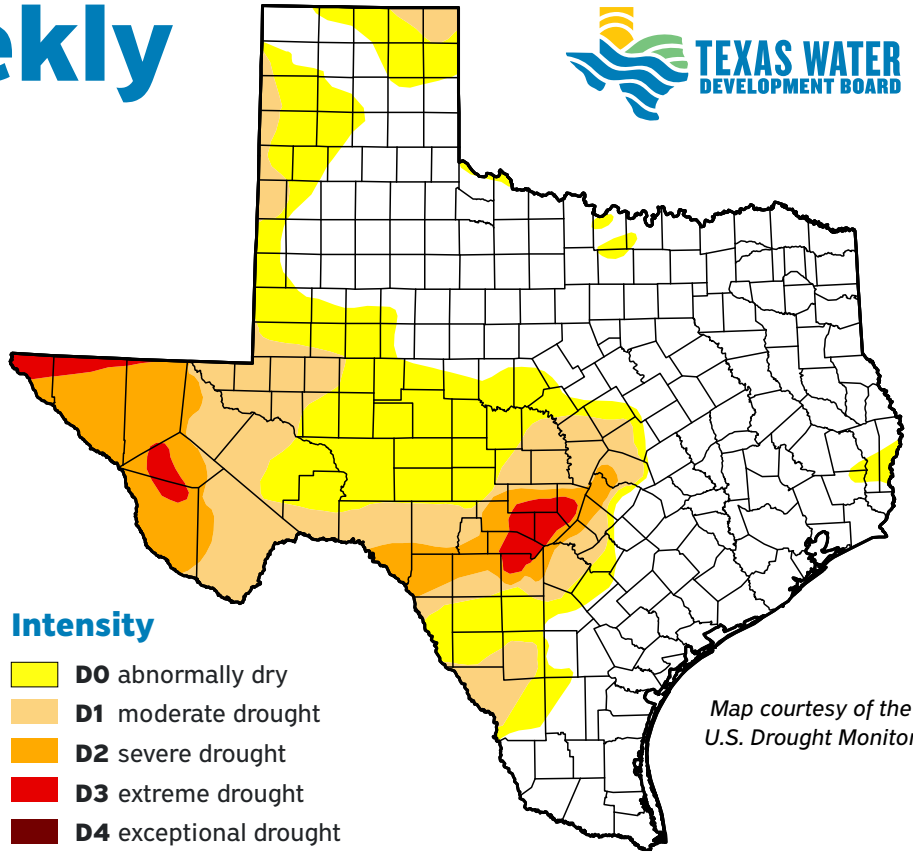 ekly
TEXAS WATER
DEVELOPMENT BOARD
Intensity
D0 abnormally dry
D1 moderate drought
D2 severe drought
D3 extreme drought
D4 exceptional drought
Map courtesy of the
U.S. Drought Monitor